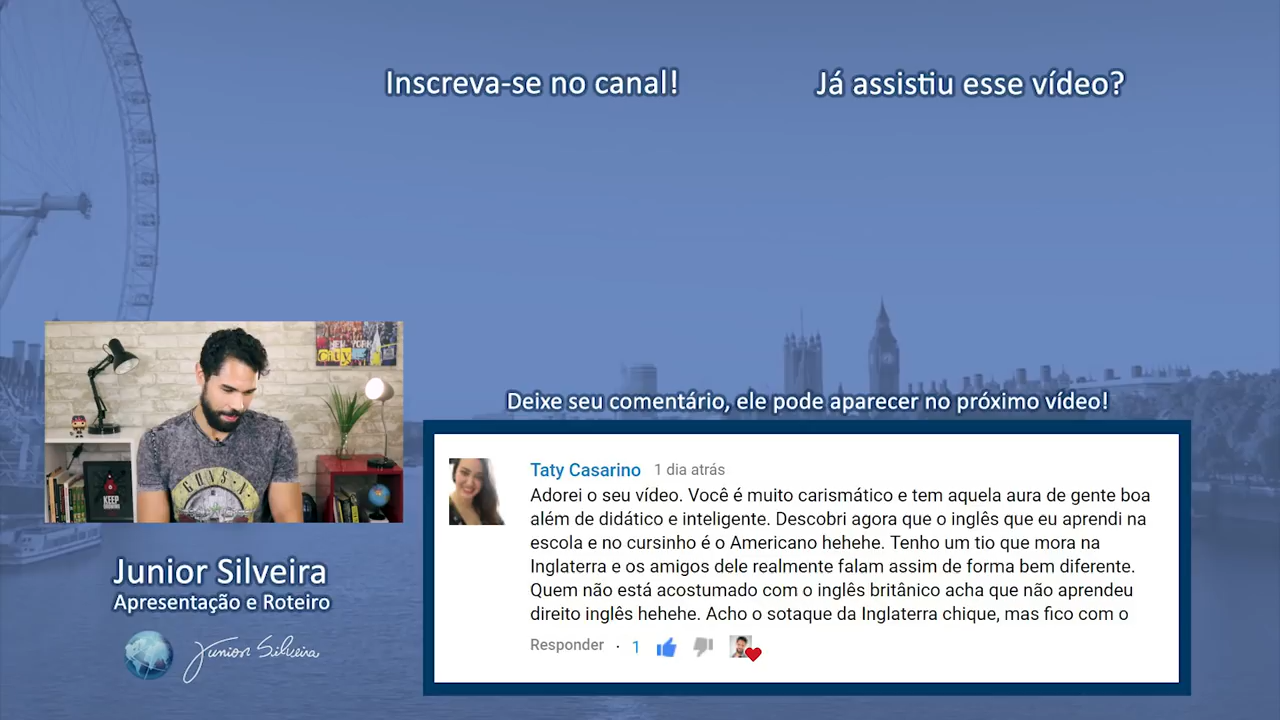 Inscreva-se no canal!
Já assistiu esse vídeo?
NEW YORK
City
GUNS N
KEEP
Deixe seu comentário, ele pode aparecer no próximo vídeo!
Taty Casarino 1 dia atrás
Adorei o seu vídeo. Você é muito carismático e tem aquela aura de gente boa
além de didático e inteligente. Descobri agora que o inglês que eu aprendi na
escola e no cursinho é o Americano hehehe. Tenho um tio que mora na
Inglaterra e os amigos dele realmente falam assim de forma bem diferente.
Quem não está acostumado com o inglês britânico acha que não aprendeu
direito inglês hehehe. Acho o sotaque da Inglaterra chique, mas fico com o
Responder · 1
Junior Silveira
Apresentação e Roteiro
Junior Silveira